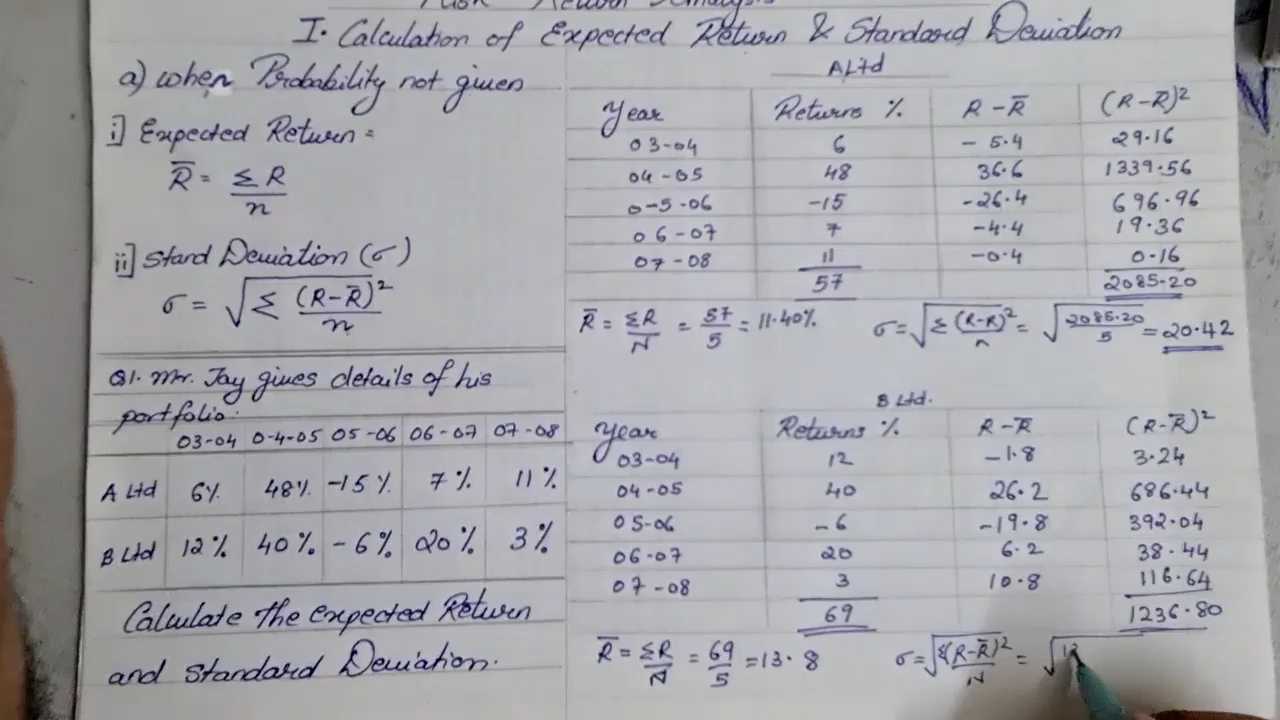 I. Calculation of Expected Return & Standard Deviation
a) when Probability not given
i] Expected Return =
R̄ = ΣR / n
ii] Stand Deviation (σ)
σ = √Σ (R-R̄)² / n
Q1. Mr. Jay gives details of his
portfolio:
03-04 0-4-05 05-06 06-07 07-08
A Ltd 6% 48% -15% 7% 11%
B Ltd 12% 40% -6% 20% 3%
Calculate the expected Return
and Standard Deviation.
A Ltd
Year Returns % R-R̄ (R-R̄)²
03-04 6 -5.4 29.16
04-05 48 36.6 1339.56
0-5-06 -15 -26.4 696.96
06-07 7 -4.4 19.36
07-08 11 -0.4 0.16
57 2085.20
R̄ = ΣR / N = 57 / 5 = 11.40% σ = √Σ(R-R)² / n = √2085.20 / 5 = 20.42
B Ltd.
Year Returns % R-R̄ (R-R̄)²
03-04 12 -1.8 3.24
04-05 40 26.2 686.44
05-06 -6 -19.8 392.04
06-07 20 6.2 38.44
07-08 3 10.8 116.64
69 1236.80
R̄ = ΣR / N = 69 / 5 = 13.8 σ = √Σ(R-R̄)² / N = √